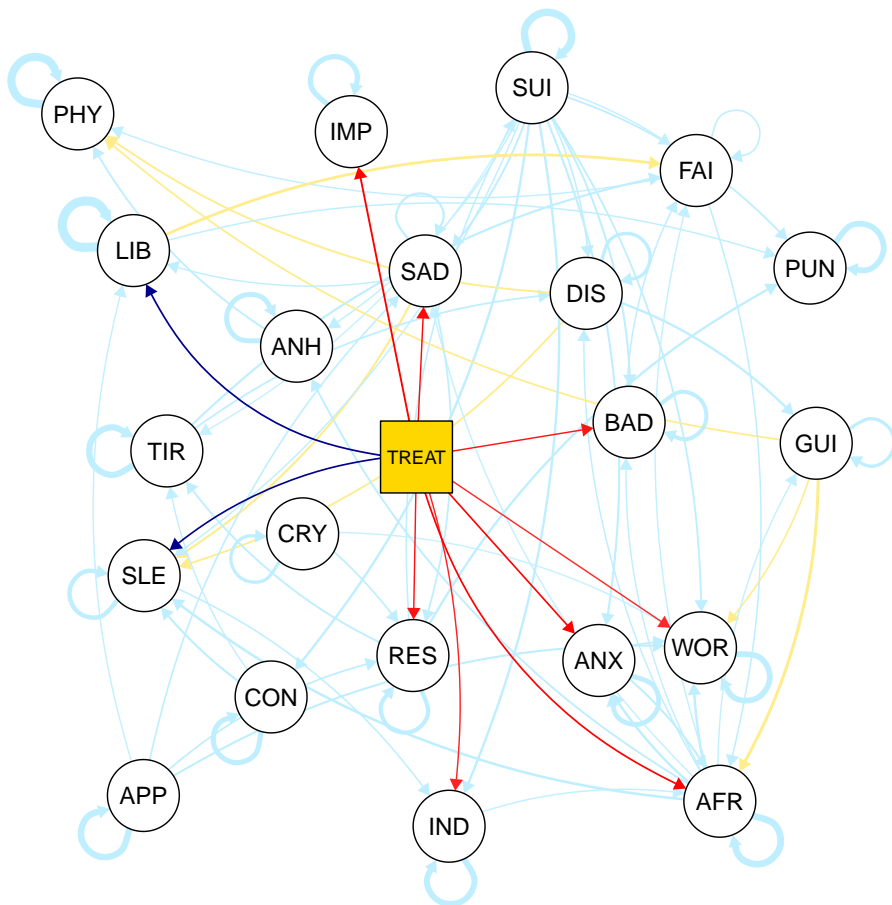 SUI
PHY
IMP
FAI
LIB
SAD
PUN
DIS
ANH
BAD
GUI
TIR
TREAT
CRY
SLE
RES
ANX
WOR
CON
APP
AFR
IND